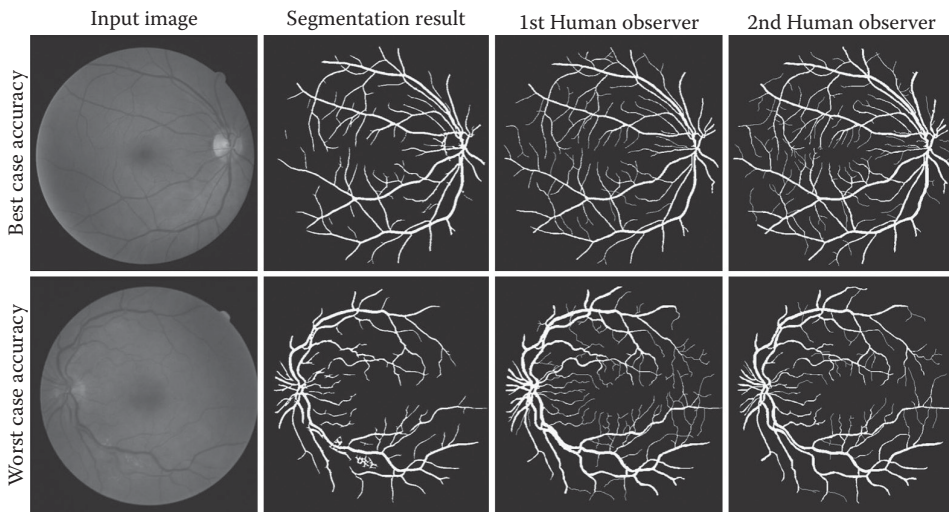 Input image
Segmentation result
1st Human observer
2nd Human observer
Best case accuracy
Worst case accuracy